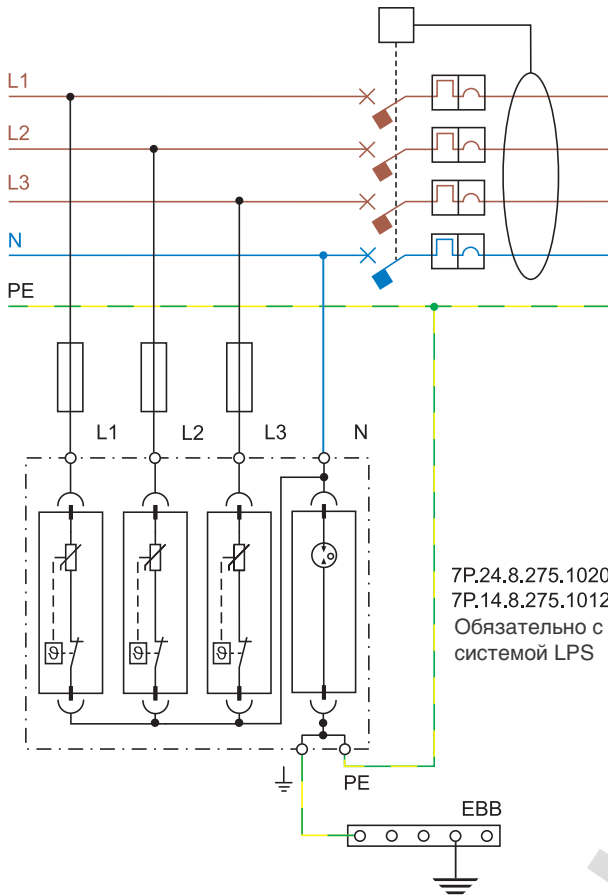 L1
L2
L3
N
PE
L1 L2 L3 N
ϑ ϑ ϑ
7P.24.8.275.1020
7P.14.8.275.1012
Обязательно с
системой LPS
PE
EBB